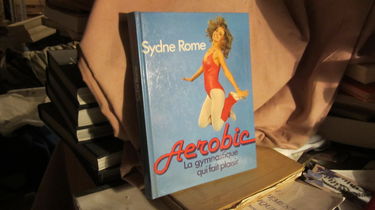 Sydne Rome
Aerobic
La gymnastique
qui fait plaisir